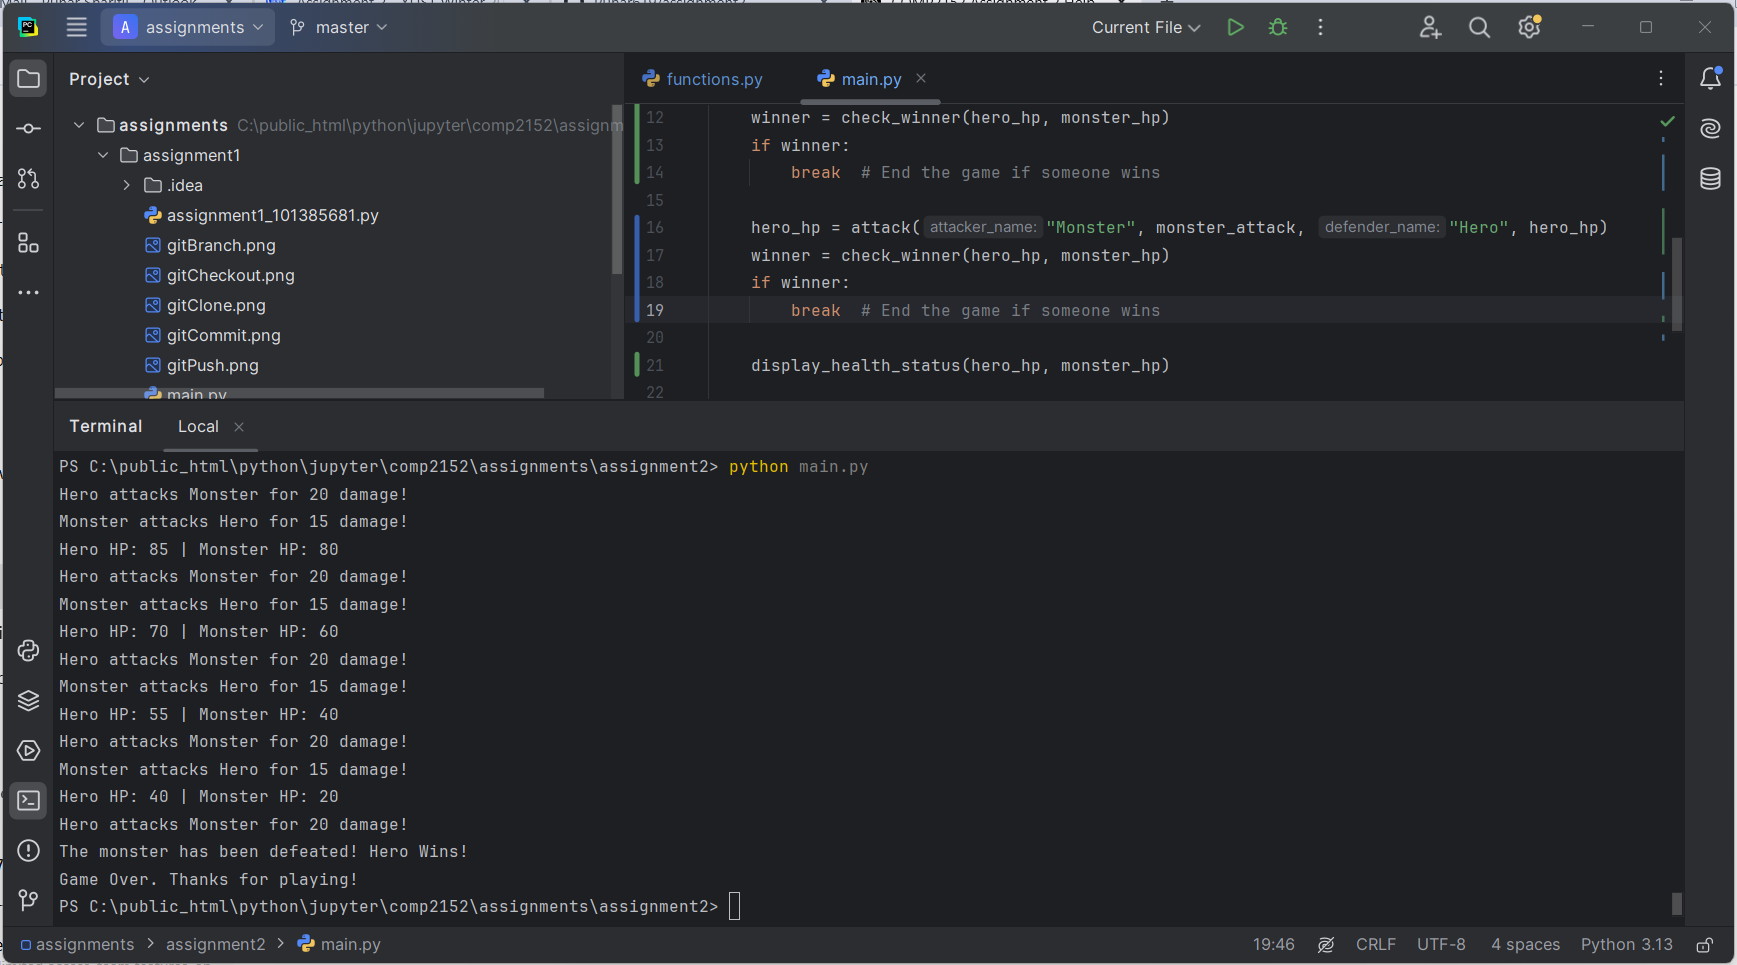 PC
A assignments
master
Current File
Project
functions.py
main.py
assignments C:\public_html\python\jupyter\comp2152\assignm
assignment1
.idea
assignment1_101385681.py
gitBranch.png
gitCheckout.png
gitClone.png
gitCommit.png
gitPush.png
main.py
12 winner = check_winner(hero_hp, monster_hp)
13 if winner:
14 break # End the game if someone wins
15
16 hero_hp = attack( attacker_name: "Monster", monster_attack, defender_name: "Hero", hero_hp)
17 winner = check_winner(hero_hp, monster_hp)
18 if winner:
19 break # End the game if someone wins
20
21 display_health_status(hero_hp, monster_hp)
22
Terminal Local
PS C:\public_html\python\jupyter\comp2152\assignments\assignment2> python main.py
Hero attacks Monster for 20 damage!
Monster attacks Hero for 15 damage!
Hero HP: 85 | Monster HP: 80
Hero attacks Monster for 20 damage!
Monster attacks Hero for 15 damage!
Hero HP: 70 | Monster HP: 60
Hero attacks Monster for 20 damage!
Monster attacks Hero for 15 damage!
Hero HP: 55 | Monster HP: 40
Hero attacks Monster for 20 damage!
Monster attacks Hero for 15 damage!
Hero HP: 40 | Monster HP: 20
Hero attacks Monster for 20 damage!
The monster has been defeated! Hero Wins!
Game Over. Thanks for playing!
PS C:\public_html\python\jupyter\comp2152\assignments\assignment2>
assignments > assignment2 > main.py
19:46 CRLF UTF-8 4 spaces Python 3.13